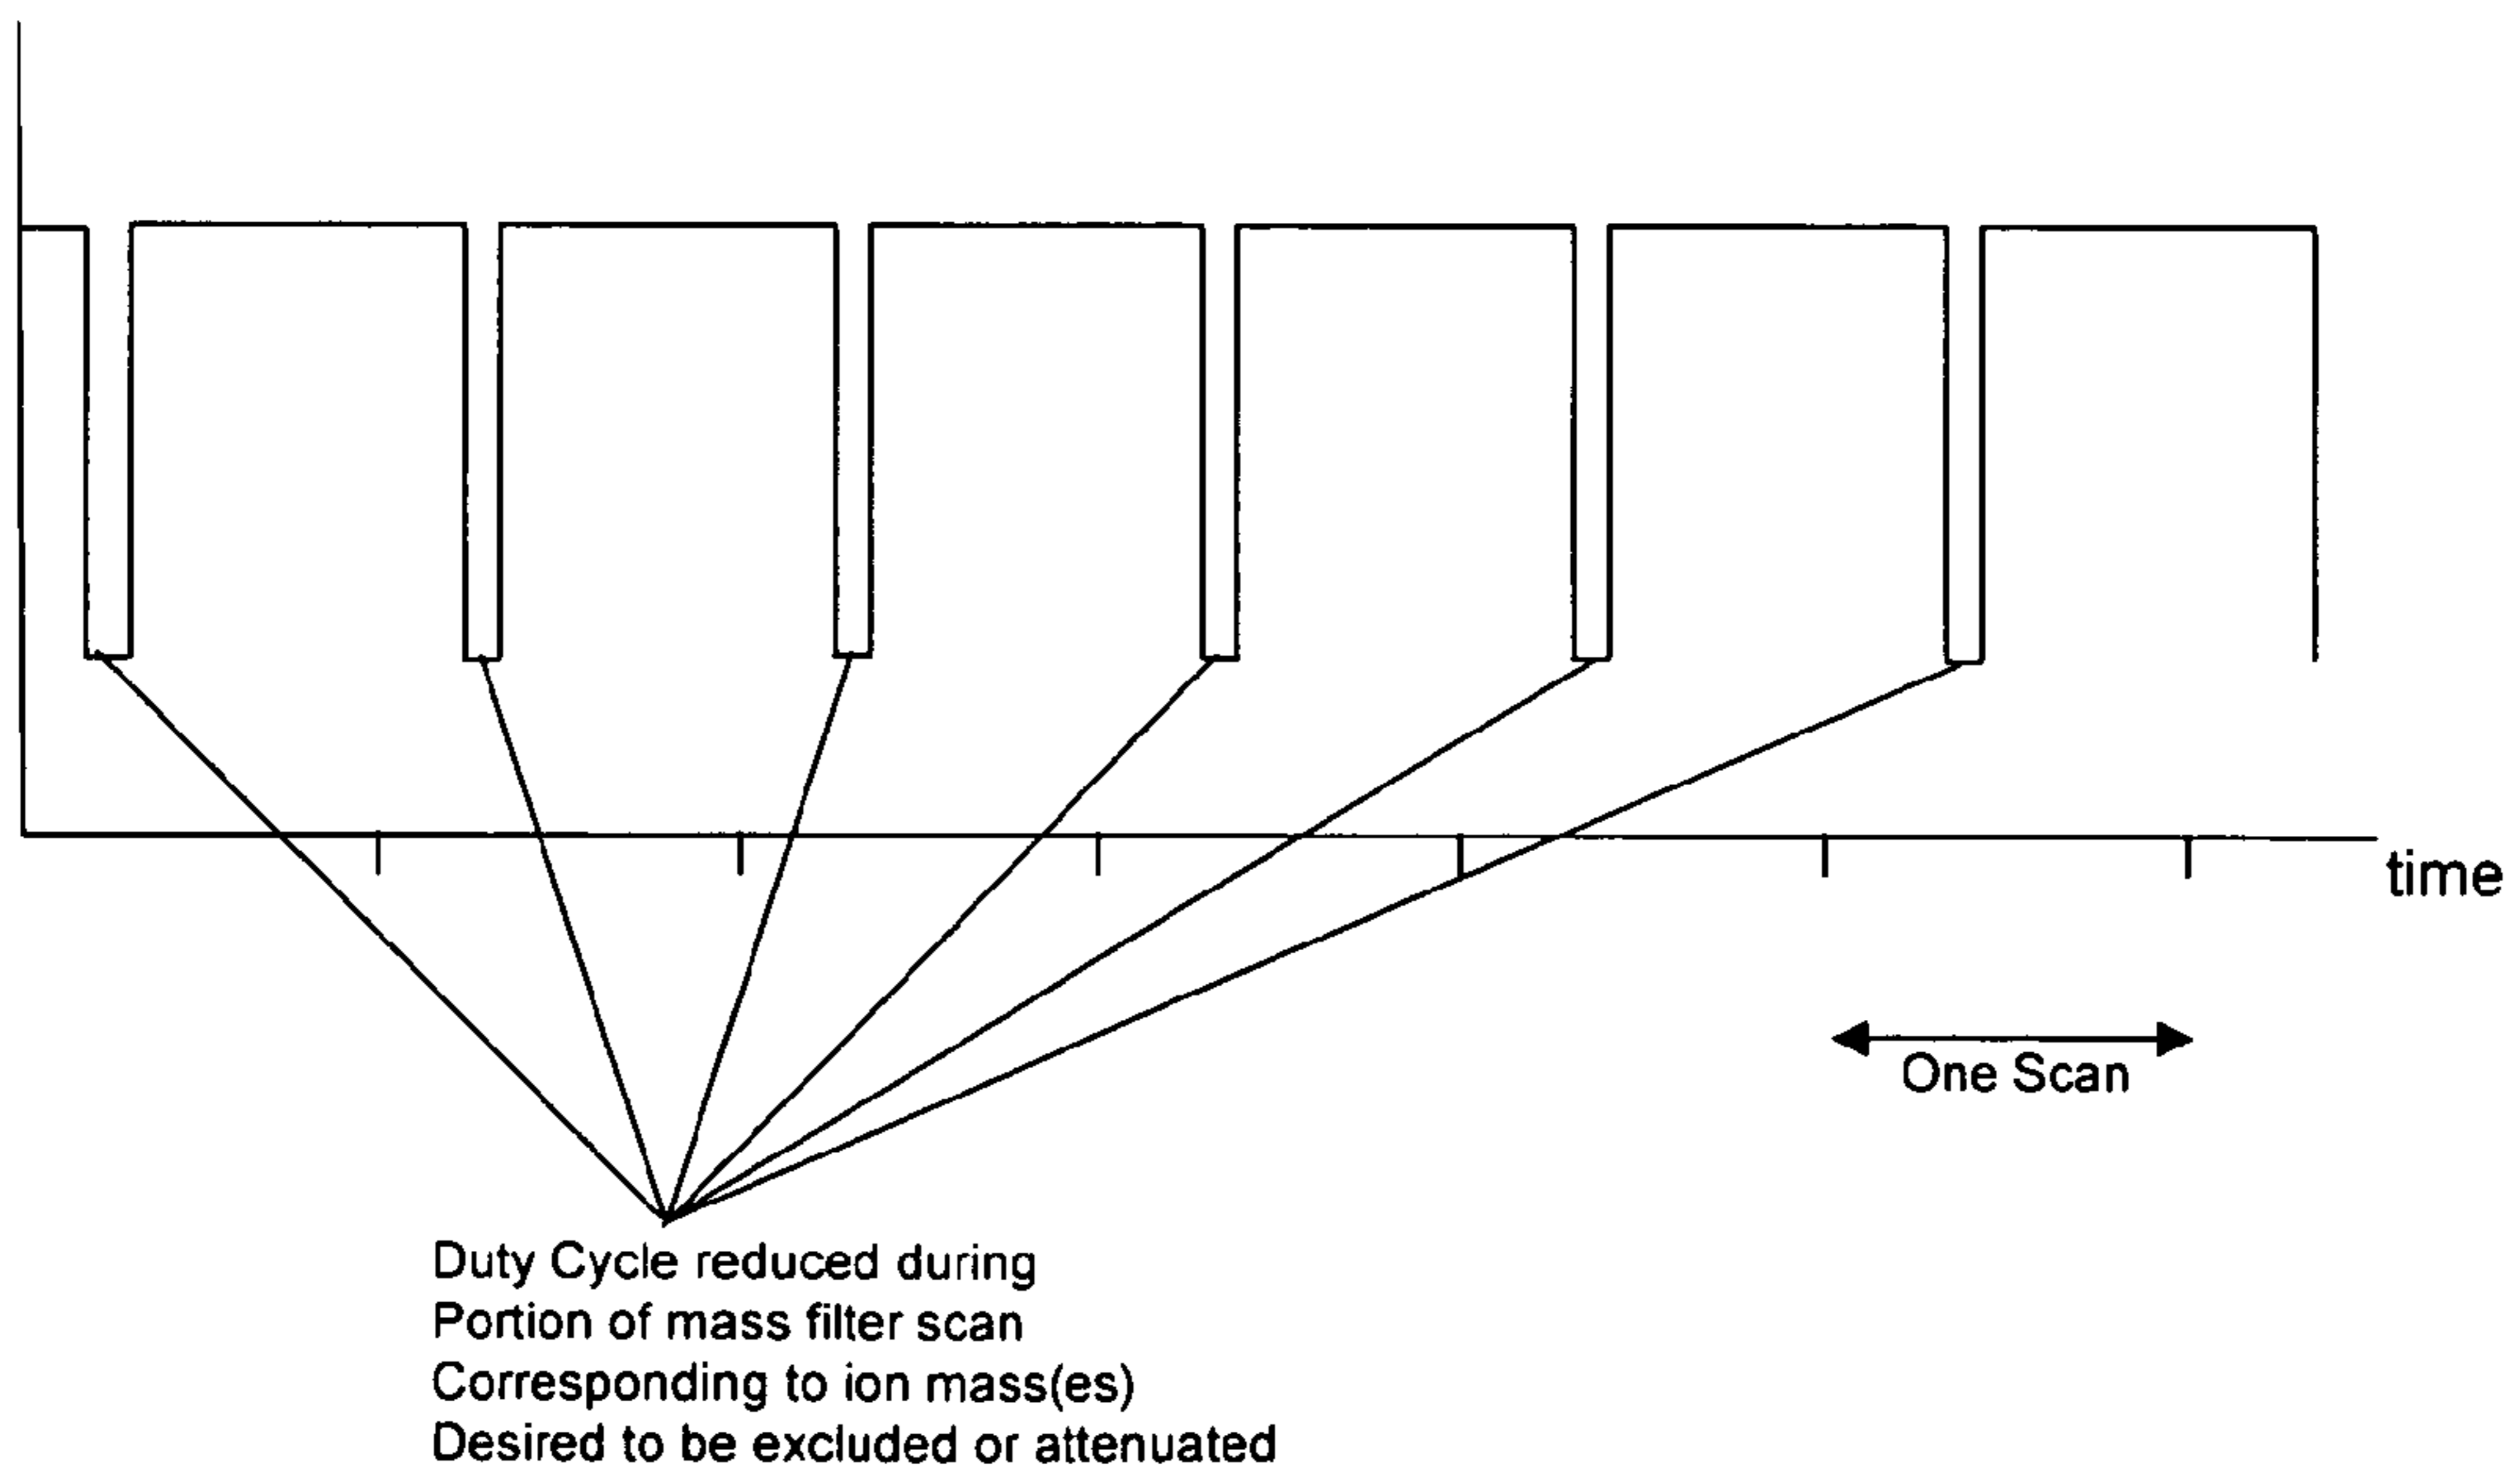 time
One Scan
Duty Cycle reduced during
Portion of mass filter scan
Corresponding to ion mass(es)
Desired to be excluded or attenuated